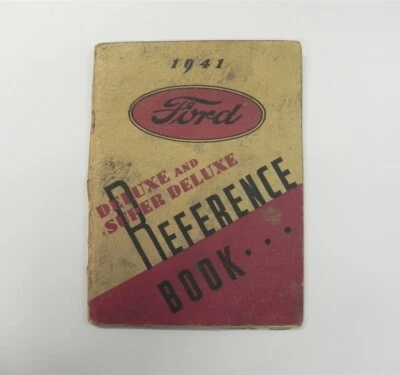 1941
Ford
DELUXE AND
SUPER DELUXE
REFERENCE
BOOK...